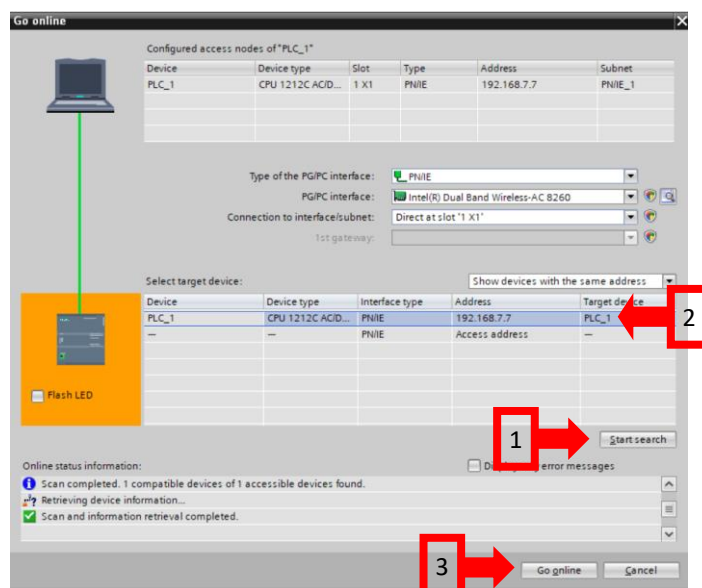 Go online
Configured access nodes of "PLC_1"
Device Device type Slot Type Address Subnet
PLC_1 CPU 1212C AC/D... 1 X1 PN/IE 192.168.7.7 PN/IE_1
Type of the PG/PC interface: PN/IE
PG/PC interface: Intel(R) Dual Band Wireless-AC 8260
Connection to interface/subnet: Direct at slot '1 X1'
1st gateway:
Select target device: Show devices with the same address
Device Device type Interface type Address Target device
PLC_1 CPU 1212C AC/D... PN/IE 192.168.7.7 PLC_1
— — PN/IE Access address —
2
Flash LED
1
Start search
Online status information: error messages
Scan completed. 1 compatible devices of 1 accessible devices found.
Retrieving device information...
Scan and information retrieval completed.
3
Go online Cancel